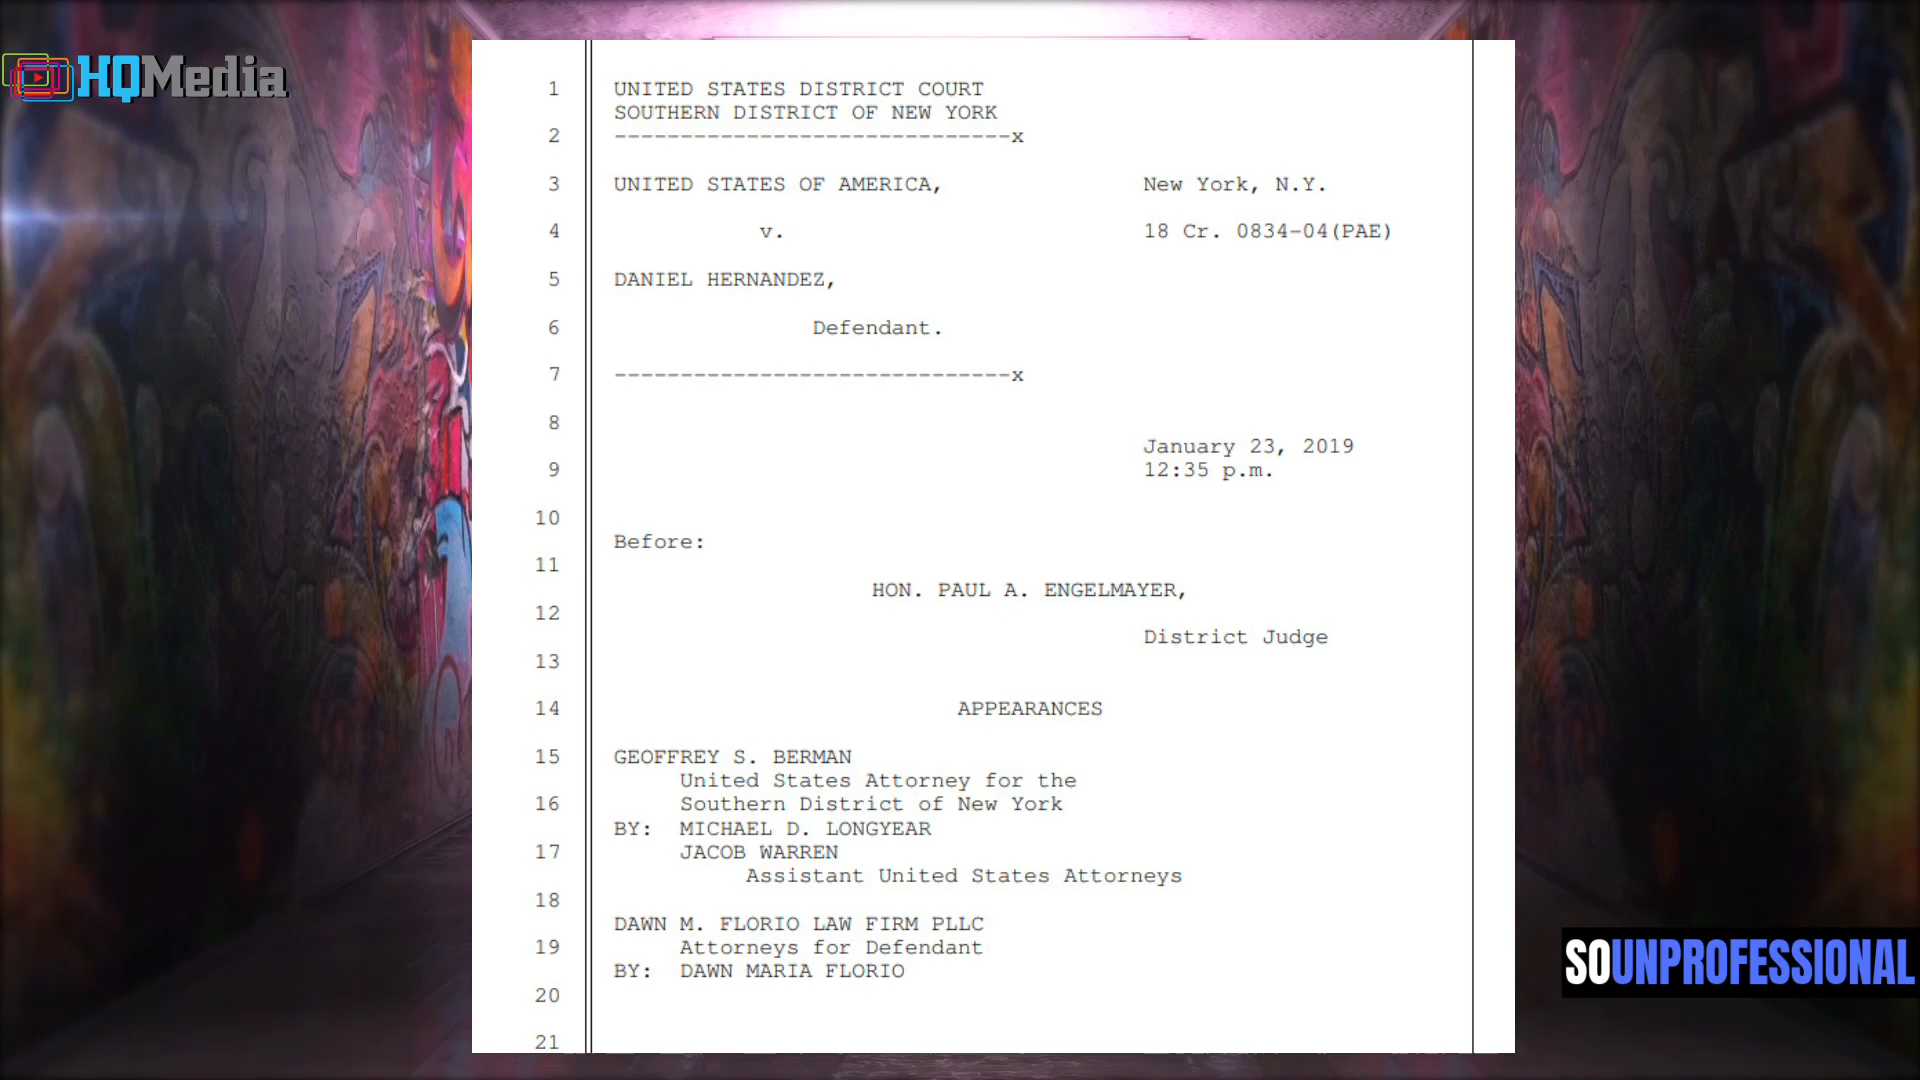 HQMedia
1 UNITED STATES DISTRICT COURT
SOUTHERN DISTRICT OF NEW YORK
2 ------------------------------x
3 UNITED STATES OF AMERICA, New York, N.Y.
4 v. 18 Cr. 0834-04(PAE)
5 DANIEL HERNANDEZ,
6 Defendant.
7 ------------------------------x
8
January 23, 2019
9 12:35 p.m.
10
Before:
11
HON. PAUL A. ENGELMAYER,
12
District Judge
13
14 APPEARANCES
15 GEOFFREY S. BERMAN
United States Attorney for the
16 Southern District of New York
BY: MICHAEL D. LONGYEAR
17 JACOB WARREN
Assistant United States Attorneys
18
DAWN M. FLORIO LAW FIRM PLLC
19 Attorneys for Defendant
BY: DAWN MARIA FLORIO
20
21
SOUNPROFESSIONAL